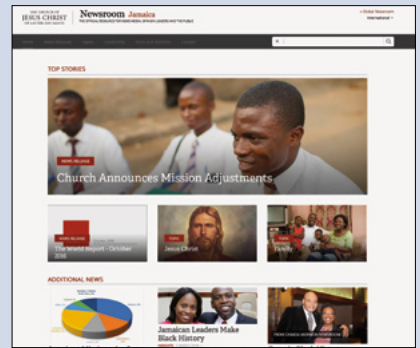 THE CHURCH OF
JESUS CHRIST
OF LATTER-DAY SAINTS
Newsroom Jamaica
THE OFFICIAL RESOURCE FOR NEWS MEDIA, OPINION LEADERS AND THE PUBLIC
Global Newsroom
International
TOP STORIES
NEWS RELEASE
Church Announces Mission Adjustments
NEWS RELEASE
The World Report - October
2016
TOPIC
Jesus Christ
TOPIC
Family
ADDITIONAL NEWS
Jamaican Leaders Make
Black History